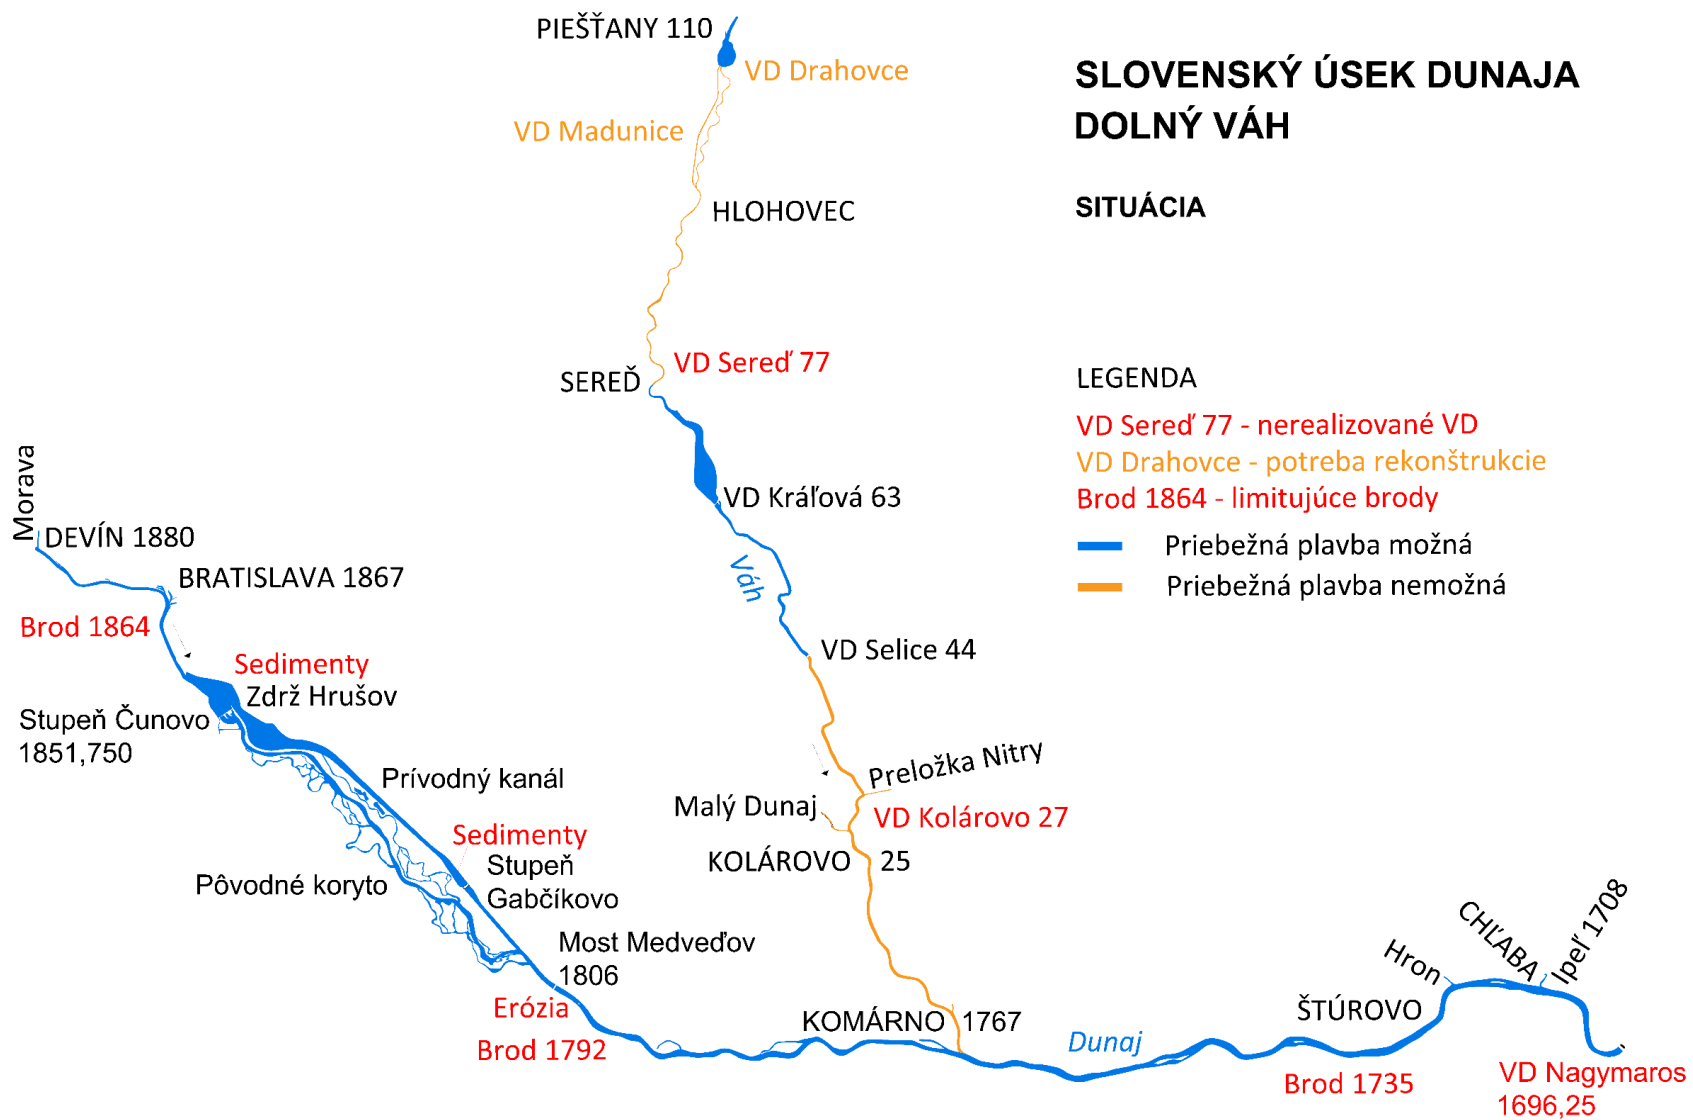 PIEŠŤANY 110
VD Drahovce
SLOVENSKÝ ÚSEK DUNAJA
DOLNÝ VÁH
VD Madunice
HLOHOVEC
SITUÁCIA
VD Sereď 77
SEREĎ
LEGENDA
VD Sereď 77 - nerealizované VD
VD Drahovce - potreba rekonštrukcie
Brod 1864 - limitujúce brody
Priebežná plavba možná
Priebežná plavba nemožná
VD Kráľová 63
Váh
Morava
DEVÍN 1880
BRATISLAVA 1867
Brod 1864
Sedimenty
Zdrž Hrušov
Stupeň Čunovo
1851,750
VD Selice 44
Prívodný kanál
Preložka Nitry
Malý Dunaj
VD Kolárovo 27
Sedimenty
Stupeň
Gabčíkovo
KOLÁROVO 25
Pôvodné koryto
Most Medveďov
1806
Erózia
Brod 1792
KOMÁRNO 1767
Dunaj
ŠTÚROVO
Hron
CHĽABA
Ipeľ 1708
Brod 1735
VD Nagymaros
1696,25